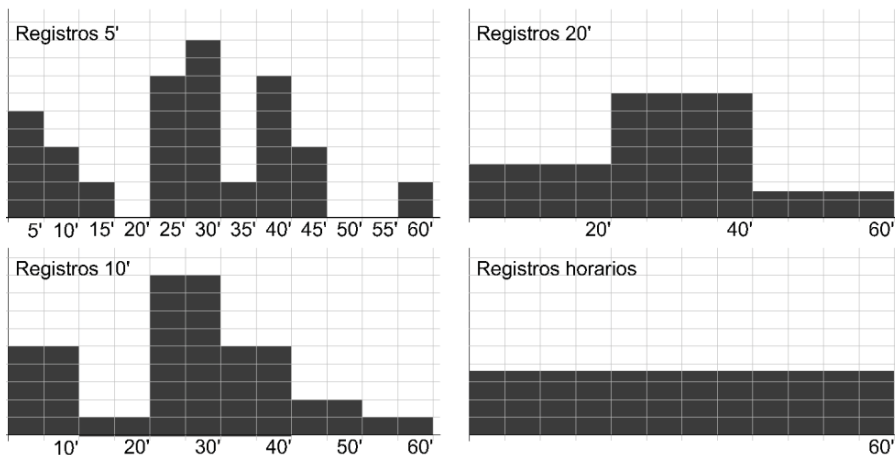 Registros 5'
5' 10' 15' 20' 25' 30' 35' 40' 45' 50' 55' 60'
Registros 20'
20' 40' 60'
Registros 10'
10' 20' 30' 40' 50' 60'
Registros horarios
60'